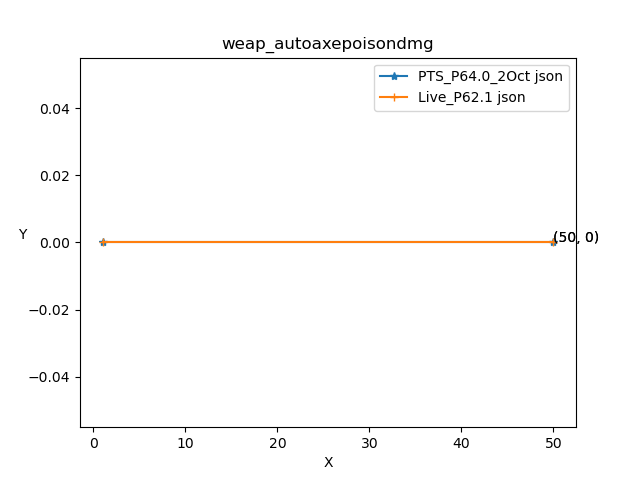 weap_autoaxepoisondmg
PTS_P64.0_2Oct json
Live_P62.1 json
0.04
0.02
0.00
−0.02
−0.04
Y
(50, 0)
0
10
20
30
40
50
X